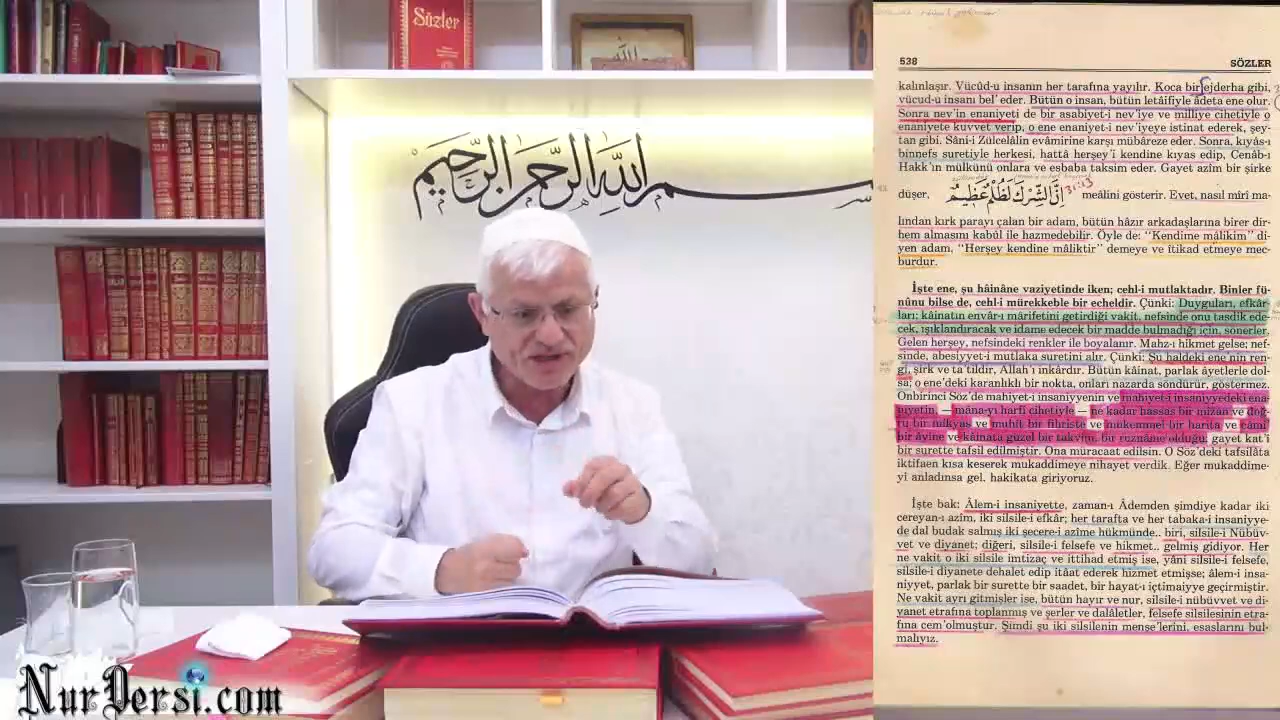 Sözler
بسم الله الرحمن الرحيم
NurDersi.com
538 SÖZLER
kalınlaşır. Vücûd-u insanın her tarafına yayılır. Koca bir ejderha gibi,
vücud-u insanı bel' eder. Bütün o insan, bütün letâifiyle âdeta ene olur.
Sonra nev'in enaniyeti de bir asabiyet-i nev'iye ve milliye cihetiyle o
enaniyete kuvvet verip, o ene enaniyet-i nev'iyeye istinat ederek, şey-
tan gibi, Sâni-i Zülcelâlin evâmirine karşı mübâreze eder. Sonra, kıyâs-ı
binnefs suretiyle herkesi, hattâ herşey'i kendine kıyas edip, Cenâb-ı
Hakk'ın mülkünü onlara ve esbaba taksim eder. Gayet azîm bir şirke
düşer, إِنَّ الشِّرْكَ لَظُلْمٌ عَظِيمٌ 31:13 meâlini gösterir. Evet, nasıl mîrî ma-
lından kırk parayı çalan bir adam, bütün hâzır arkadaşlarına birer dir-
hem almasını kabûl ile hazmedebilir. Öyle de: "Kendime mâlikim" di-
yen adam, "Herşey kendine mâliktir" demeye ve îtikad etmeye mec-
burdur.
İşte ene, şu hâinâne vaziyetinde iken; cehl-i mutlaktadır. Binler fü-
nûnu bilse de, cehl-i mürekkeble bir echeldir. Çünki: Duyguları, efkâr-
ları; kâinatın envâr-ı mârifetini getirdiği vakit, nefsinde onu tasdik ede-
cek, ışıklandıracak ve idame edecek bir madde bulmadığı için, sönerler.
Gelen herşey, nefsindeki renkler ile boyalanır. Mahz-ı hikmet gelse; nef-
sinde, abesiyyet-i mutlaka suretini alır. Çünki: Şu haldeki ene'nin ren-
gi, şirk ve ta'tildir, Allah'ı inkârdır. Bütün kâinat, parlak âyetlerle dol-
sa; o ene'deki karanlıklı bir nokta, onları nazarda söndürür, göstermez.
Onbirinci Söz'de mahiyet-i insaniyyenin ve mahiyet-i insaniyyedeki ena-
niyetin, — mâna-yı harfî cihetiyle — ne kadar hassas bir mizan ve doğ-
ru bir mikyas ve muhît bir fihriste ve mükemmel bir harita ve câmi'
bir âyine ve kâinata güzel bir takvim, bir ruznâme olduğu; gayet kat'î
bir surette tafsil edilmiştir. Ona müracaat edilsin. O Söz'deki tafsilâta
iktifaen kısa keserek mukaddimeye nihayet verdik. Eğer mukaddime-
yi anladınsa gel, hakikata giriyoruz.
İşte bak: Âlem-i insaniyette, zaman-ı Âdemden şimdiye kadar iki
cereyan-ı azîm, iki silsile-i efkâr; her tarafta ve her tabaka-i insaniyye-
de dal budak salmış iki şecere-i azîme hükmünde.. biri, silsile-i Nübüv-
vet ve diyanet; diğeri, silsile-i felsefe ve hikmet.. gelmiş gidiyor. Her
ne vakit o iki silsile imtizaç ve ittihad etmiş ise, yâni silsile-i felsefe,
silsile-i diyanete dehalet edip itâat ederek hizmet etmişse; âlem-i insa-
niyyet, parlak bir surette bir saadet, bir hayat-ı içtimaiyye geçirmiştir.
Ne vakit ayrı gitmişler ise, bütün hayır ve nur, silsile-i nübüvvet ve di-
yanet etrafına toplanmış ve şerler ve dalâletler, felsefe silsilesinin etra-
fına cem'olmuştur. Şimdi şu iki silsilenin menşe'lerini, esaslarını bul-
malıyız.